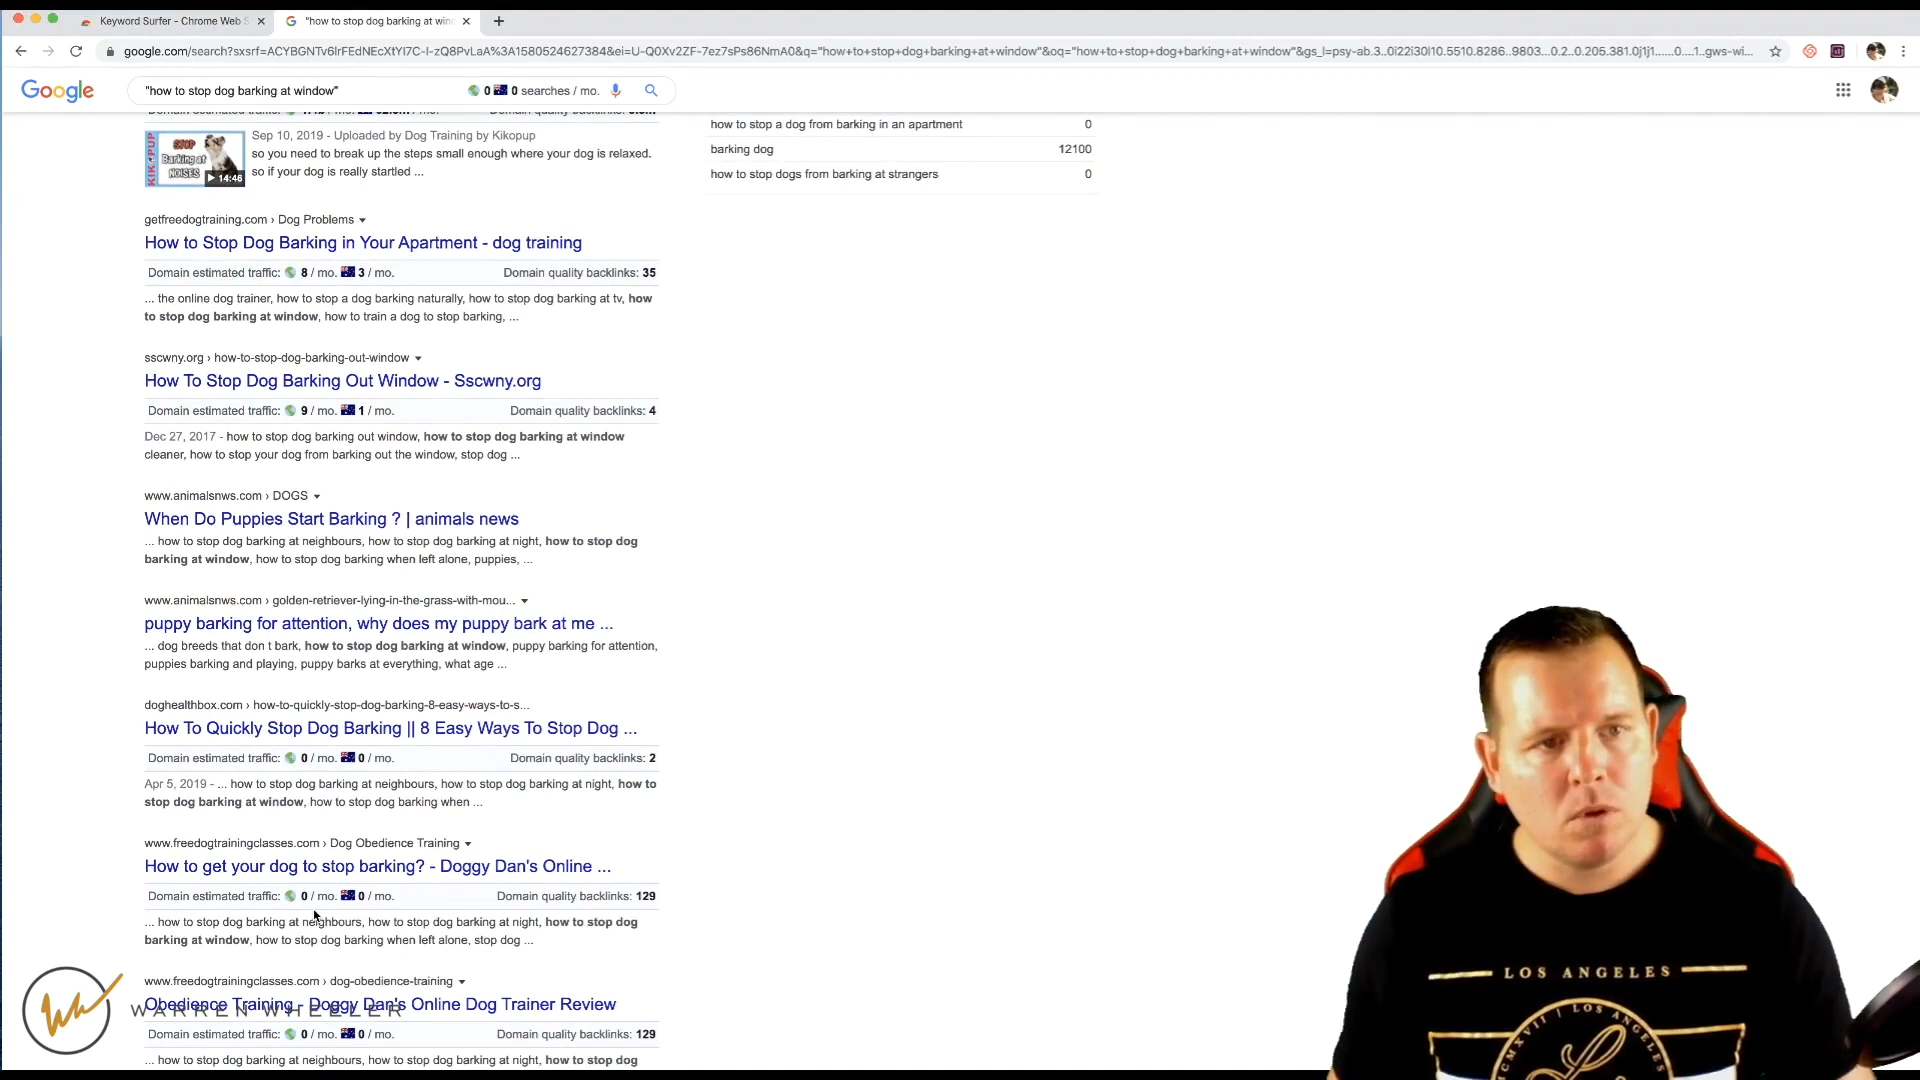 Keyword Surfer - Chrome Web S
"how to stop dog barking at win
google.com/search?sxsrf=ACYBGNTv6IrFEdNEcXtYI7C-I-zQ8PvLaA%3A1580524627384&ei=U-Q0Xv2ZF-7ez7sPs86NmA0&q="how+to+stop+dog+barking+at+window"&oq="how+to+stop+dog+barking+at+window"&gs_l=psy-ab.3..0i22i30l10.5510.8286..9803...0.2..0.205.381.0j1j1......0....1..gws-wi...
Google
"how to stop dog barking at window"
0 0 searches / mo.
how to stop a dog from barking in an apartment 0
barking dog 12100
how to stop dogs from barking at strangers 0
KIKOPUP
STOP
Barking at
NOISES
14:46
Sep 10, 2019 - Uploaded by Dog Training by Kikopup
so you need to break up the steps small enough where your dog is relaxed.
so if your dog is really startled ...
getfreedogtraining.com › Dog Problems
How to Stop Dog Barking in Your Apartment - dog training
Domain estimated traffic: 8 / mo. 3 / mo. Domain quality backlinks: 35
... the online dog trainer, how to stop a dog barking naturally, how to stop dog barking at tv, how
to stop dog barking at window, how to train a dog to stop barking, ...
sscwny.org › how-to-stop-dog-barking-out-window
How To Stop Dog Barking Out Window - Sscwny.org
Domain estimated traffic: 9 / mo. 1 / mo. Domain quality backlinks: 4
Dec 27, 2017 - how to stop dog barking out window, how to stop dog barking at window
cleaner, how to stop your dog from barking out the window, stop dog ...
www.animalsnws.com › DOGS
When Do Puppies Start Barking ? | animals news
... how to stop dog barking at neighbours, how to stop dog barking at night, how to stop dog
barking at window, how to stop dog barking when left alone, puppies, ...
www.animalsnws.com › golden-retriever-lying-in-the-grass-with-mou...
puppy barking for attention, why does my puppy bark at me ...
... dog breeds that don t bark, how to stop dog barking at window, puppy barking for attention,
puppies barking and playing, puppy barks at everything, what age ...
doghealthbox.com › how-to-quickly-stop-dog-barking-8-easy-ways-to-s...
How To Quickly Stop Dog Barking || 8 Easy Ways To Stop Dog ...
Domain estimated traffic: 0 / mo. 0 / mo. Domain quality backlinks: 2
Apr 5, 2019 - ... how to stop dog barking at neighbours, how to stop dog barking at night, how to
stop dog barking at window, how to stop dog barking when ...
www.freedogtrainingclasses.com › Dog Obedience Training
How to get your dog to stop barking? - Doggy Dan's Online ...
Domain estimated traffic: 0 / mo. 0 / mo. Domain quality backlinks: 129
... how to stop dog barking at neighbours, how to stop dog barking at night, how to stop dog
barking at window, how to stop dog barking when left alone, stop dog ...
www.freedogtrainingclasses.com › dog-obedience-training
Obedience Training - Doggy Dan's Online Dog Trainer Review
WARREN WHEELER
Domain estimated traffic: 0 / mo. 0 / mo. Domain quality backlinks: 129
... how to stop dog barking at neighbours, how to stop dog barking at night, how to stop dog
LOS ANGELES
MCMXVII | LOS ANGELES